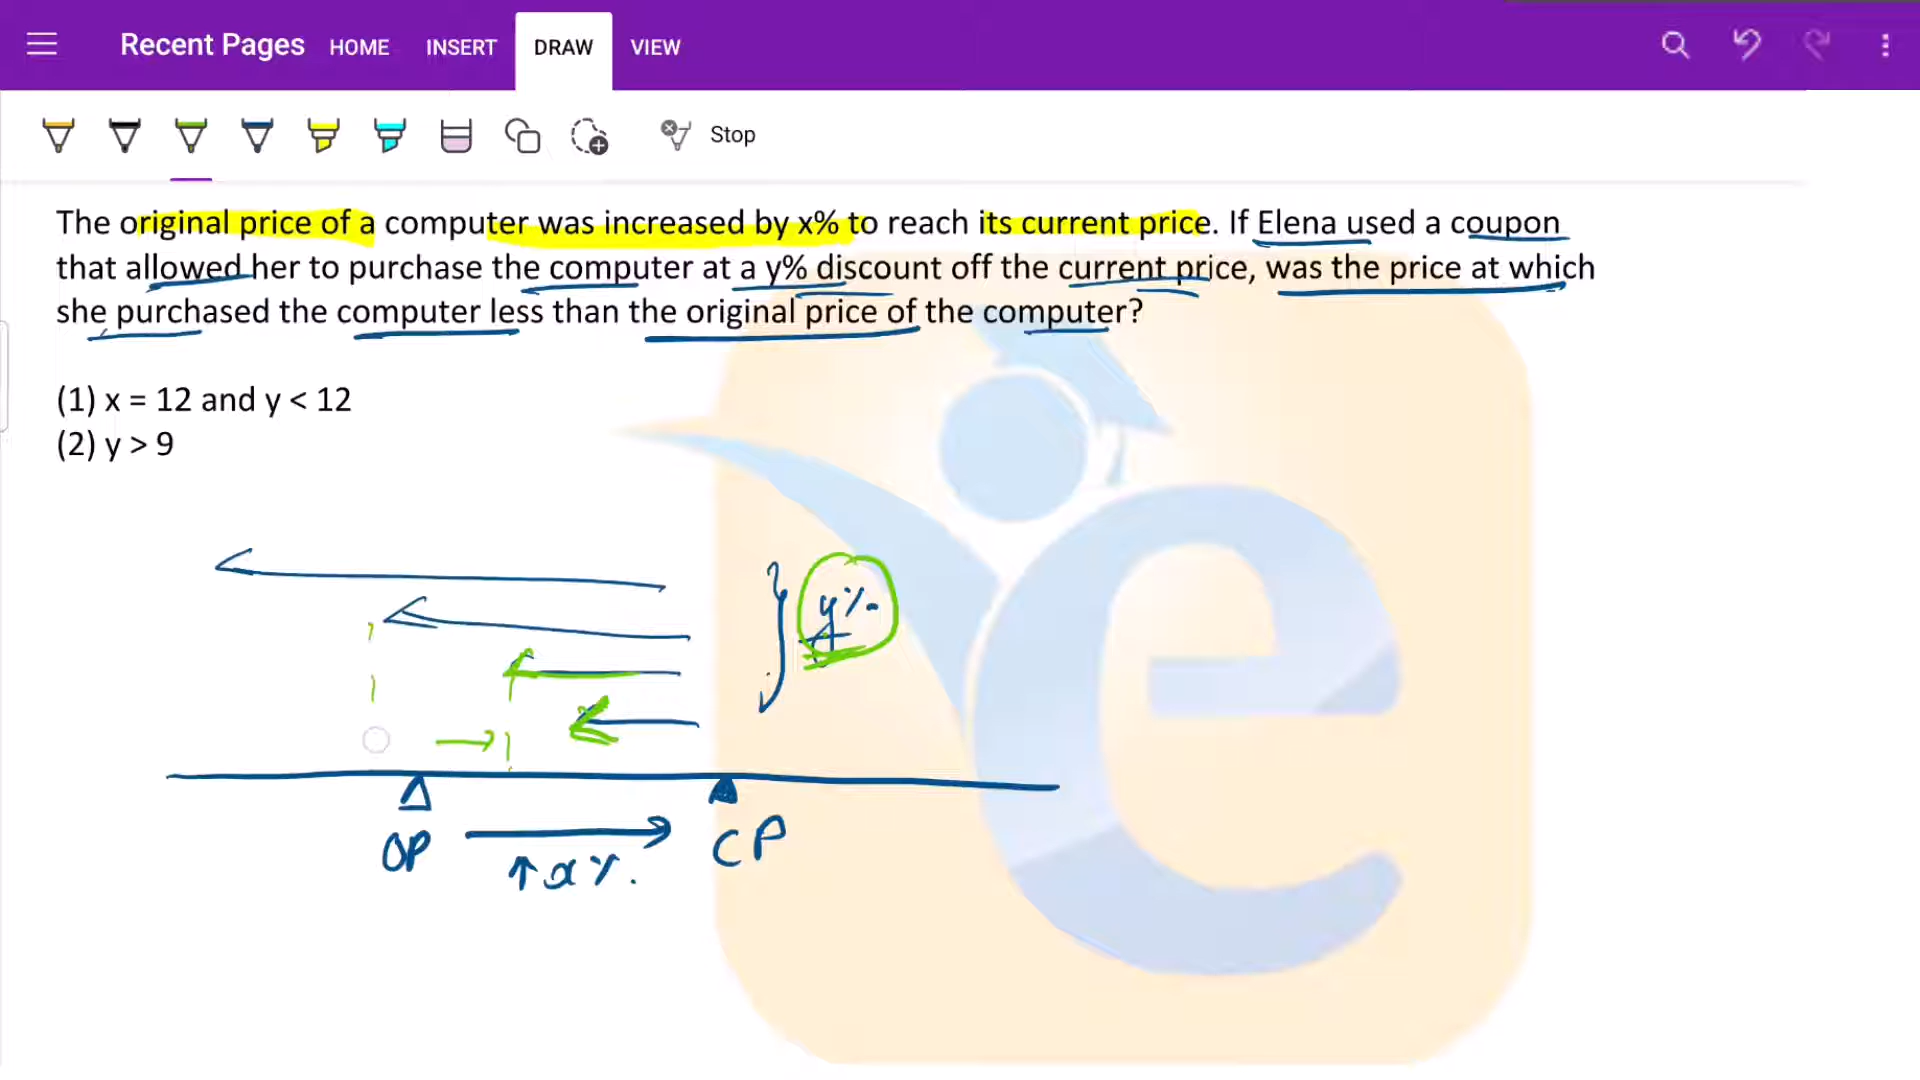 Recent Pages HOME INSERT DRAW VIEW
Stop
The original price of a computer was increased by x% to reach its current price. If Elena used a coupon
that allowed her to purchase the computer at a y% discount off the current price, was the price at which
she purchased the computer less than the original price of the computer?
(1) x = 12 and y < 12
(2) y > 9
y%
OP CP
↑ x %.